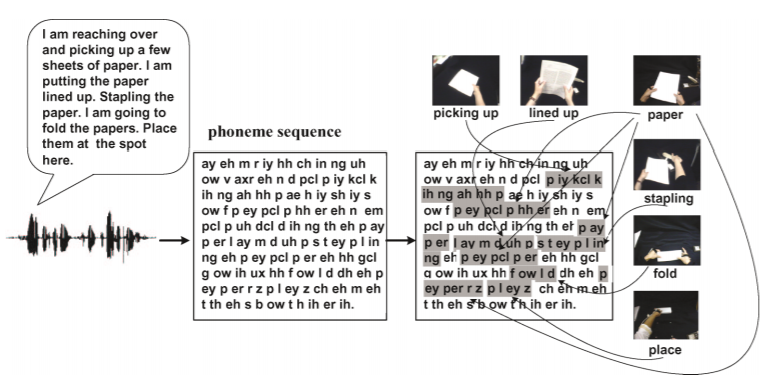 I am reaching over
and picking up a few
sheets of paper. I am
putting the paper
lined up. Stapling the
paper. I am going to
fold the papers. Place
them at the spot
here.
phoneme sequence
ay eh m r iy hh ch in ng uh
ow v axr eh n d pcl p iy kcl k
ih ng ah hh p ae h iy sh iy s
ow f p ey pcl p hh er eh n em
pcl p uh dcl d ih ng th eh p ay
p er l ay m d uh p s t ey p l in
ng eh p ey pcl p er eh hh gcl
g ow ih ux hh f ow l d dh eh p
ey p er r z p l ey z ch eh m eh
t th eh s b ow t h ih er ih.
ay eh m r iy hh ch in ng uh
ow v axr eh n d pcl p iy kcl k
ih ng ah hh p ae h iy sh iy s
ow f p ey pcl p hh er eh n em
pcl p uh dcl d ih ng th eh p ay
p er l ay m d uh p s t ey p l in
ng eh p ey pcl p er eh hh gcl
g ow ih ux hh f ow l d dh eh p
ey per r z p l ey z ch eh m eh
t th eh s b ow t h ih er ih.
picking up
lined up
paper
stapling
fold
place